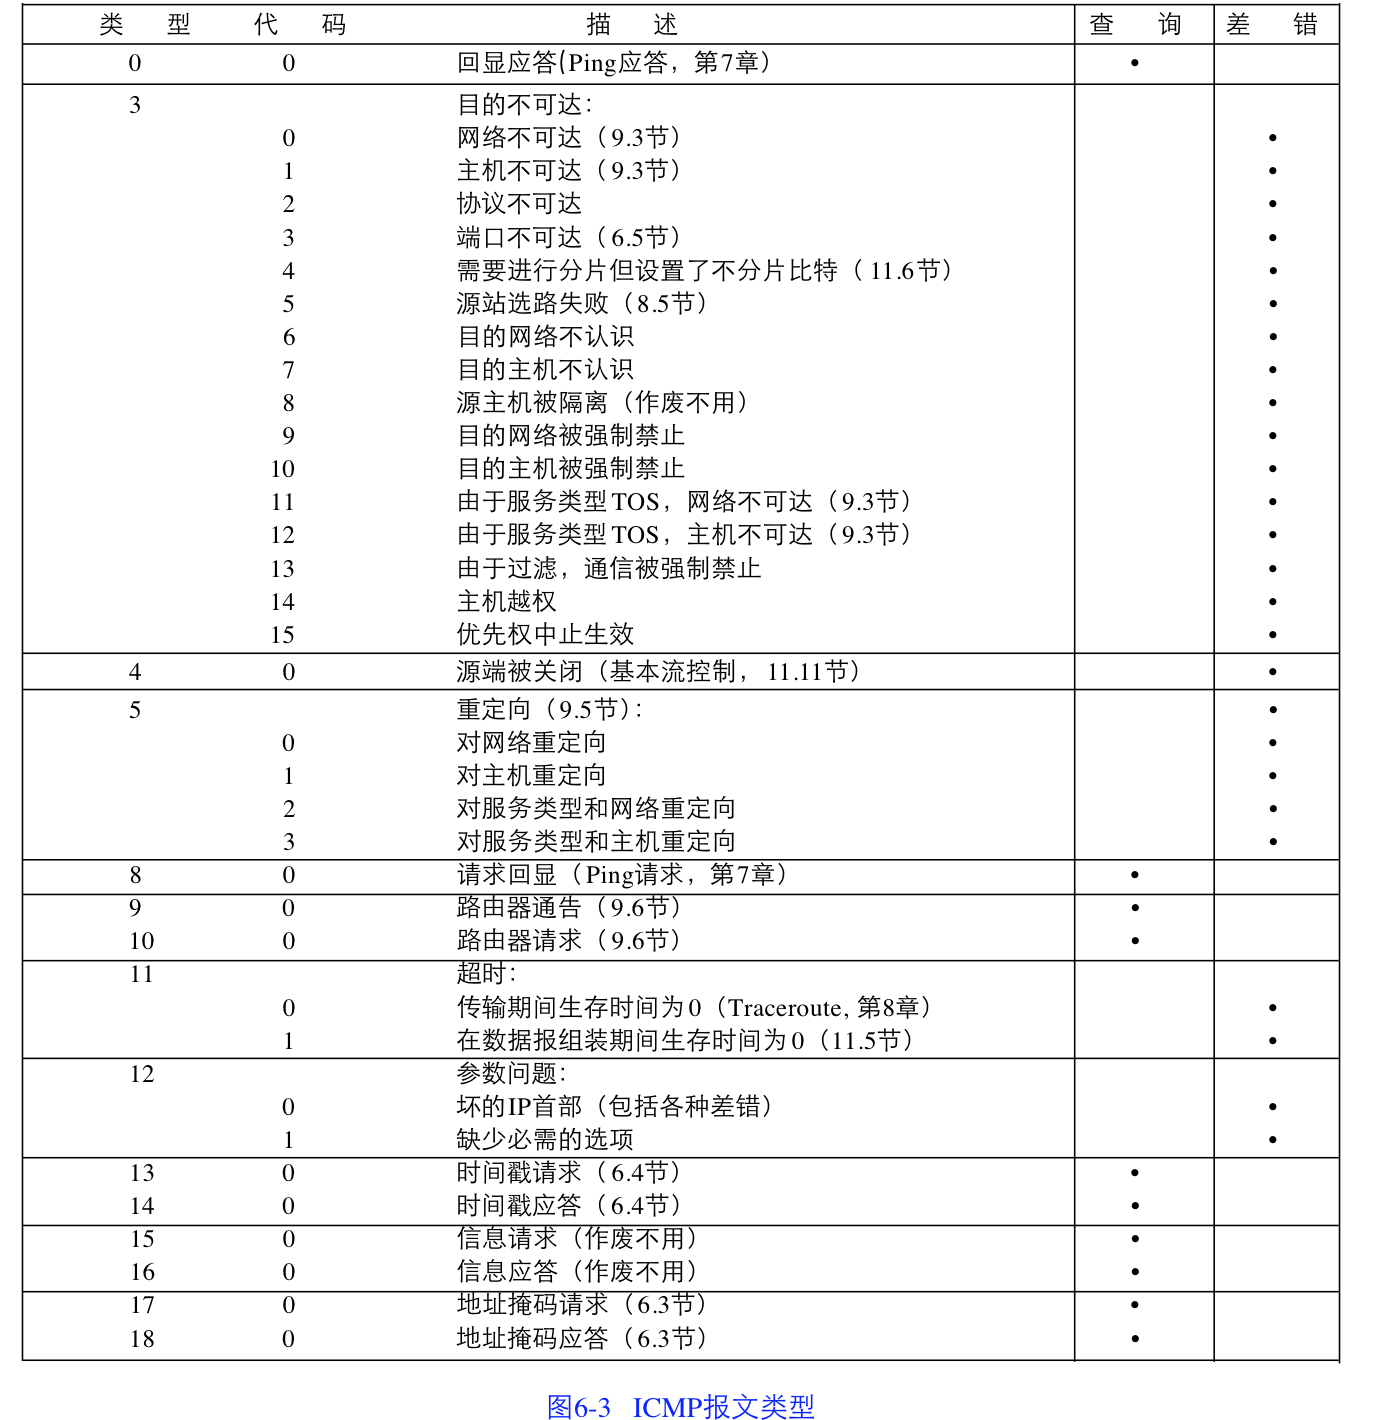 类 型 代 码 描 述 查 询 差 错
0 0 回显应答(Ping应答，第7章） •
3 目的不可达：
0 网络不可达（9.3节） •
1 主机不可达（9.3节） •
2 协议不可达 •
3 端口不可达（6.5节） •
4 需要进行分片但设置了不分片比特（11.6节） •
5 源站选路失败（8.5节） •
6 目的网络不认识 •
7 目的主机不认识 •
8 源主机被隔离（作废不用） •
9 目的网络被强制禁止 •
10 目的主机被强制禁止 •
11 由于服务类型TOS，网络不可达（9.3节） •
12 由于服务类型TOS，主机不可达（9.3节） •
13 由于过滤，通信被强制禁止 •
14 主机越权 •
15 优先权中止生效 •
4 0 源端被关闭（基本流控制，11.11节） •
5 重定向（9.5节）： •
0 对网络重定向 •
1 对主机重定向 •
2 对服务类型和网络重定向 •
3 对服务类型和主机重定向 •
8 0 请求回显（Ping请求，第7章） •
9 0 路由器通告（9.6节） •
10 0 路由器请求（9.6节） •
11 超时：
0 传输期间生存时间为0（Traceroute, 第8章） •
1 在数据报组装期间生存时间为0（11.5节） •
12 参数问题：
0 坏的IP首部（包括各种差错） •
1 缺少必需的选项 •
13 0 时间戳请求（6.4节） •
14 0 时间戳应答（6.4节） •
15 0 信息请求（作废不用） •
16 0 信息应答（作废不用） •
17 0 地址掩码请求（6.3节） •
18 0 地址掩码应答（6.3节） •
图6-3 ICMP报文类型